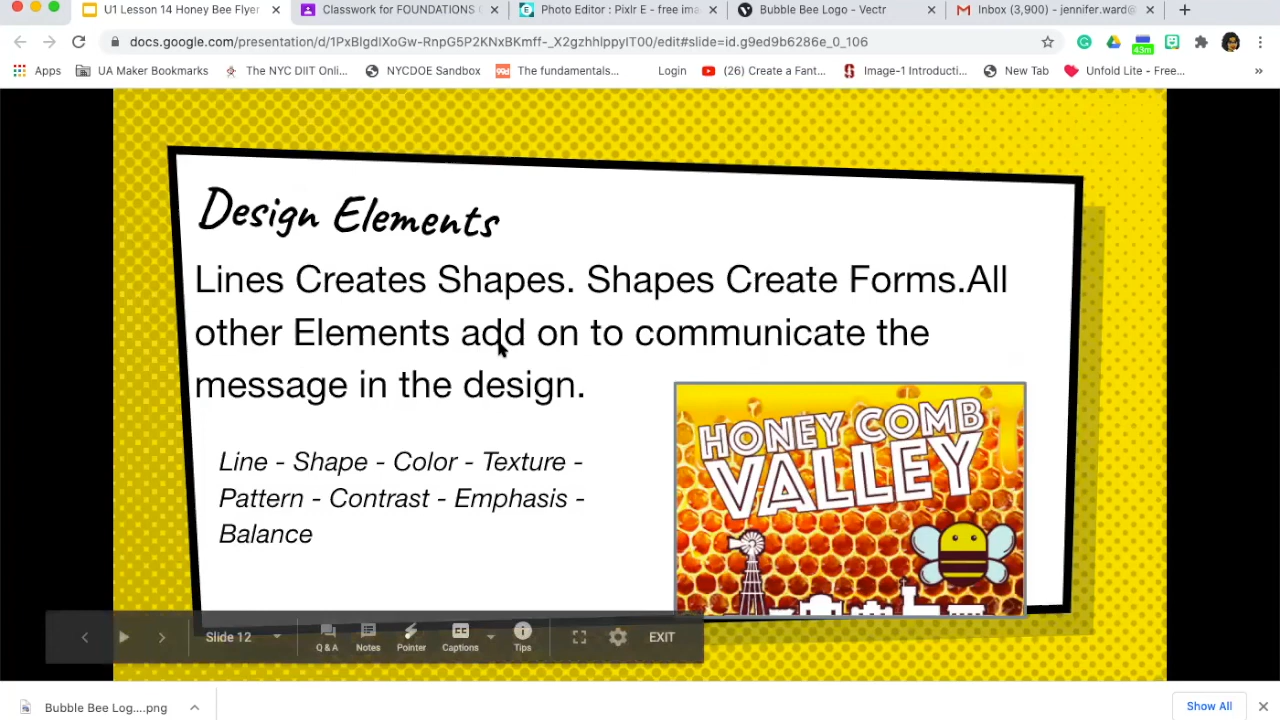 U1 Lesson 14 Honey Bee Flyer
Classwork for FOUNDATIONS
Photo Editor : Pixlr E - free ima
Bubble Bee Logo - Vectr
Inbox (3,900) - jennifer.ward@
docs.google.com/presentation/d/1PxBlgdIXoGw-RnpG5P2KNxBKmff-_X2gzhhlppyIT00/edit#slide=id.g9ed9b6286e_0_106
43m
Apps
UA Maker Bookmarks
The NYC DIIT Onli...
NYCDOE Sandbox
The fundamentals...
Login
(26) Create a Fant...
Image-1 Introducti...
New Tab
Unfold Lite - Free...
Design Elements
Lines Creates Shapes. Shapes Create Forms.All
other Elements add on to communicate the
message in the design.
Line - Shape - Color - Texture -
Pattern - Contrast - Emphasis -
Balance
HONEY COMB
VALLEY
Slide 12
Q & A
Notes
Pointer
CC
Captions
Tips
EXIT
Bubble Bee Log....png
Show All